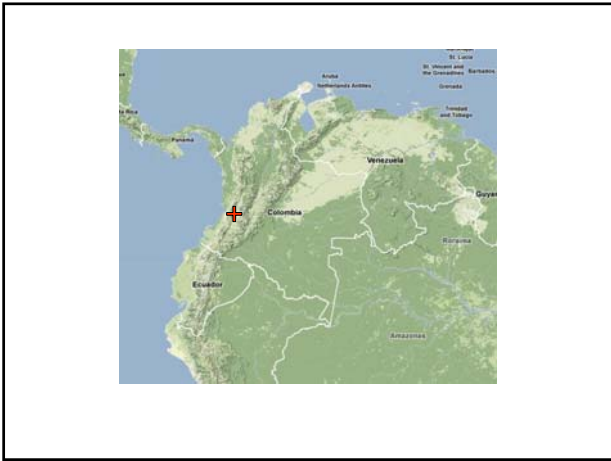 St. Lucia
St. Vincent and
the Grenadines
Barbados
Aruba
Netherlands Antilles
Grenada
Trinidad
and Tobago
Panama
Venezuela
Guyan
Colombia
Roraima
Ecuador
Amazonas